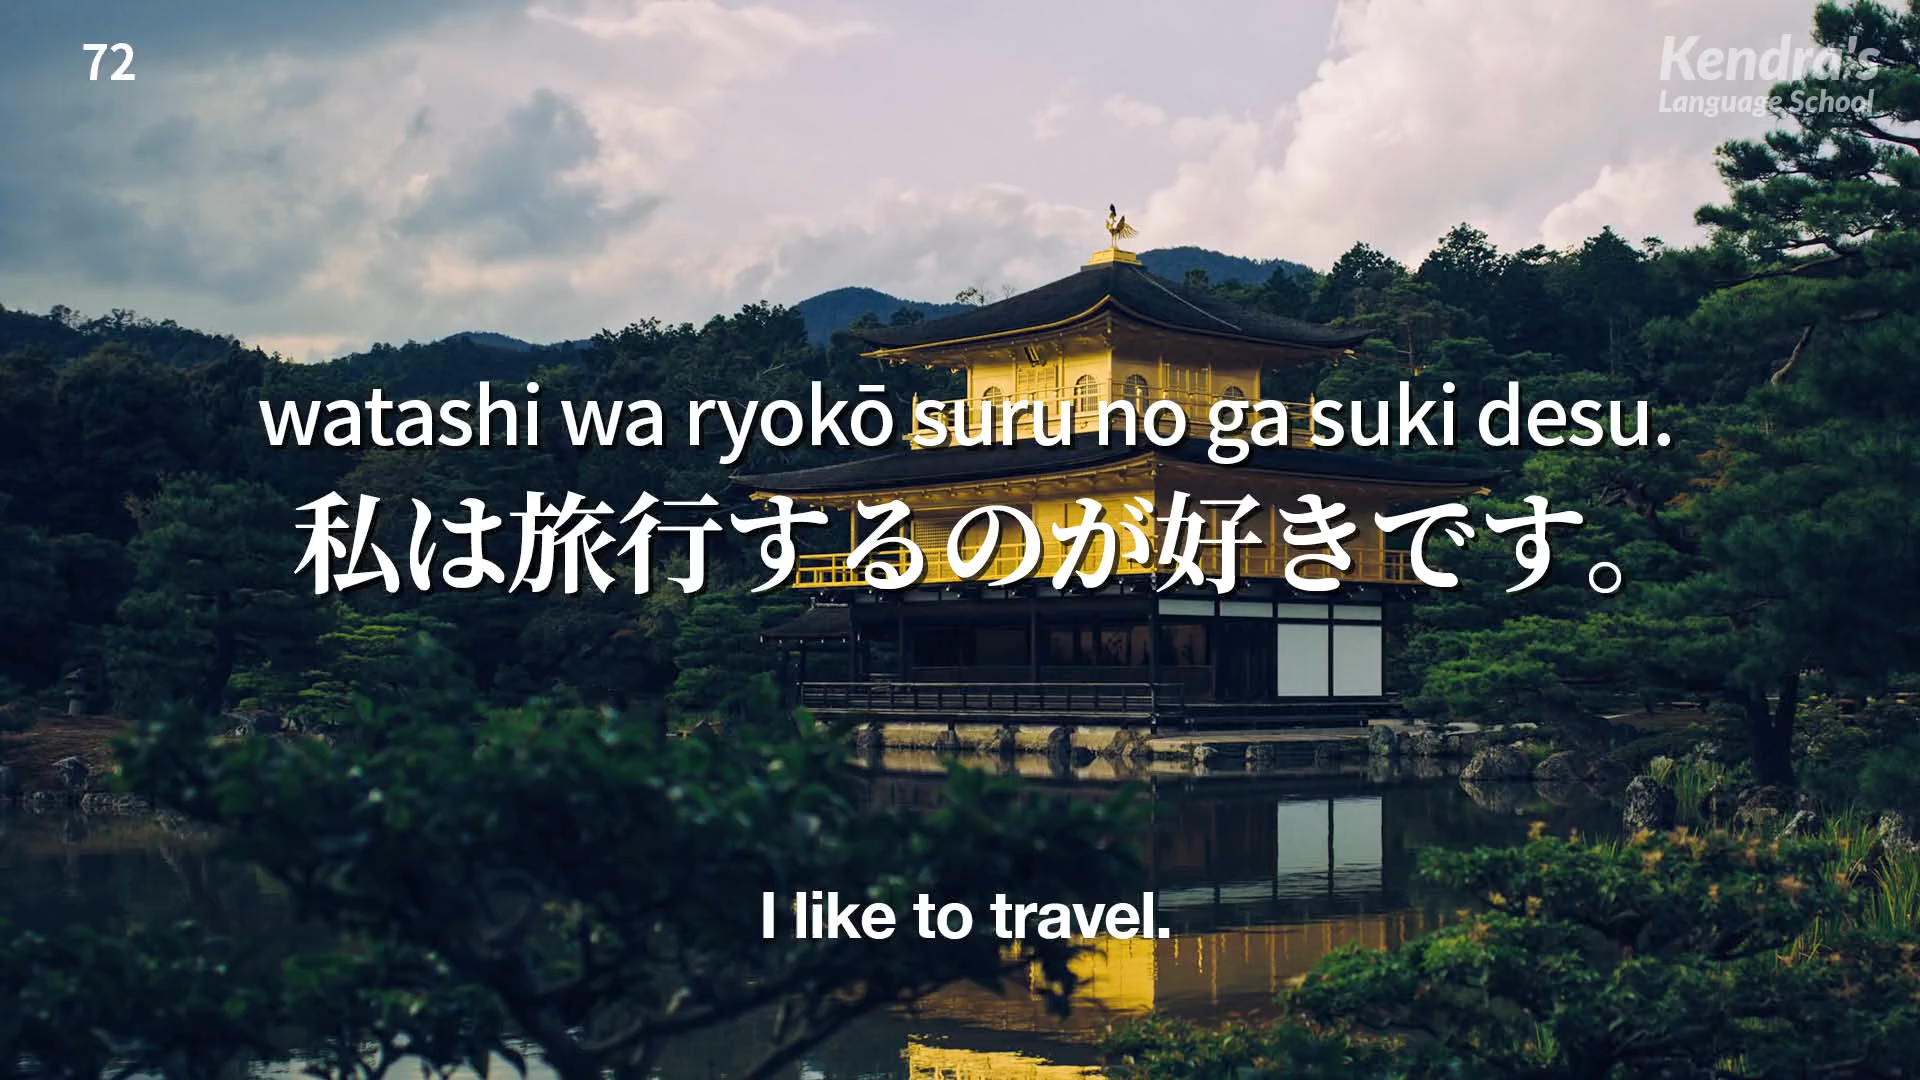 72
Kendra's
Language School
watashi wa ryokō suru no ga suki desu.
私は旅行するのが好きです。
I like to travel.